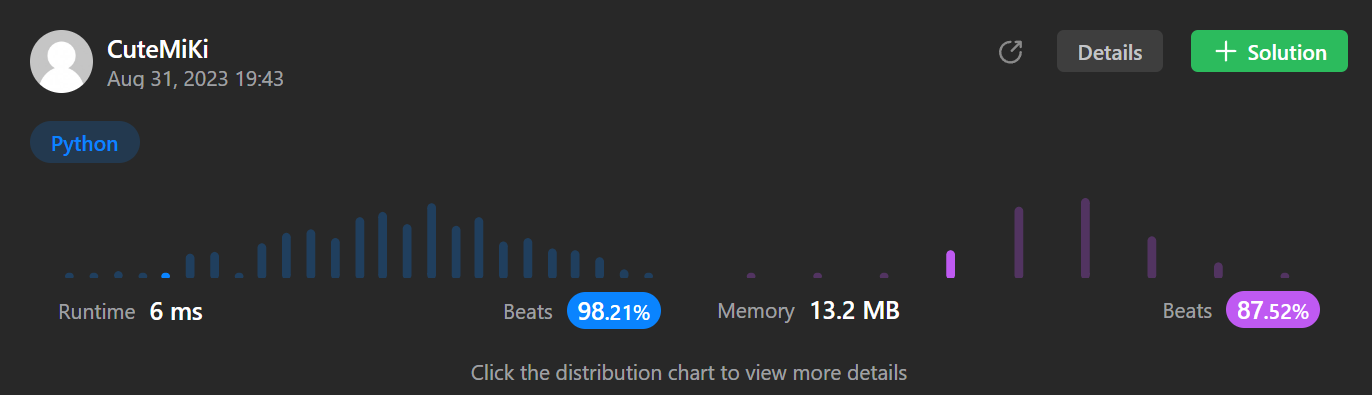 CuteMiKi
Aug 31, 2023 19:43
Details
Solution
Python
Runtime 6 ms
Beats 98.21%
Memory 13.2 MB
Beats 87.52%
Click the distribution chart to view more details